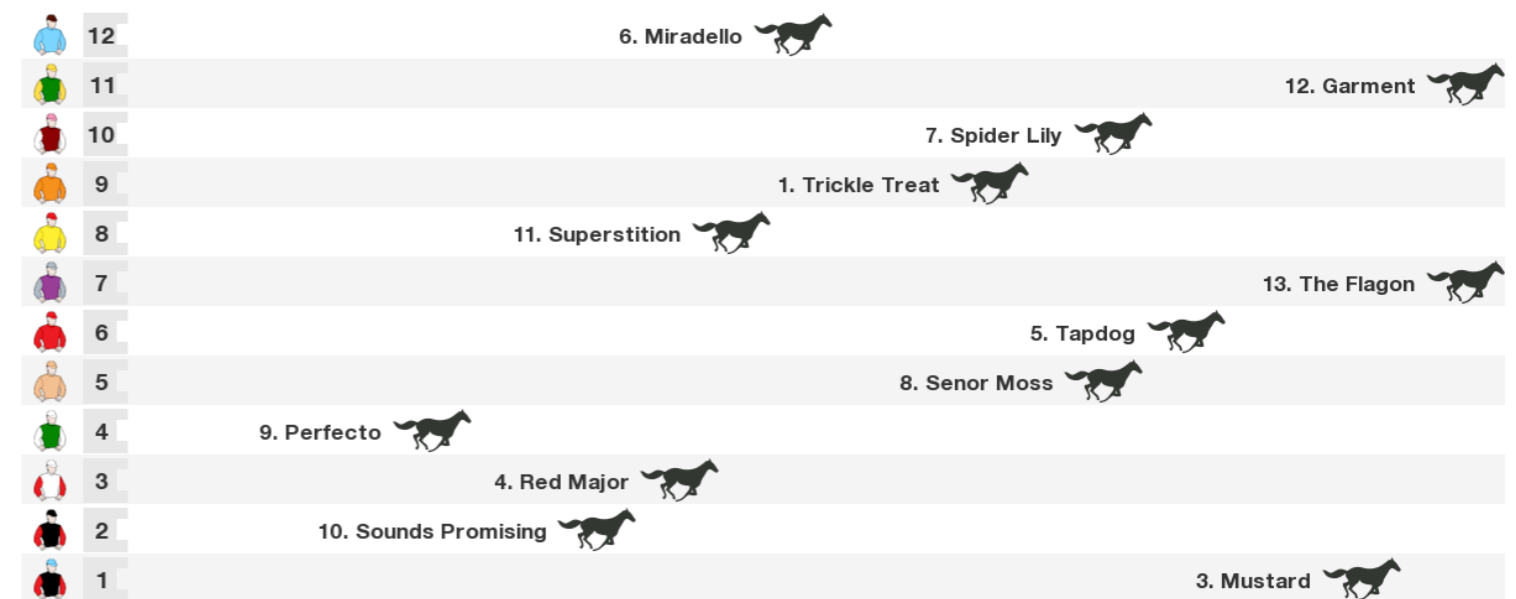 12 6. Miradello
11 12. Garment
10 7. Spider Lily
9 1. Trickle Treat
8 11. Superstition
7 13. The Flagon
6 5. Tapdog
5 8. Senor Moss
4 9. Perfecto
3 4. Red Major
2 10. Sounds Promising
1 3. Mustard